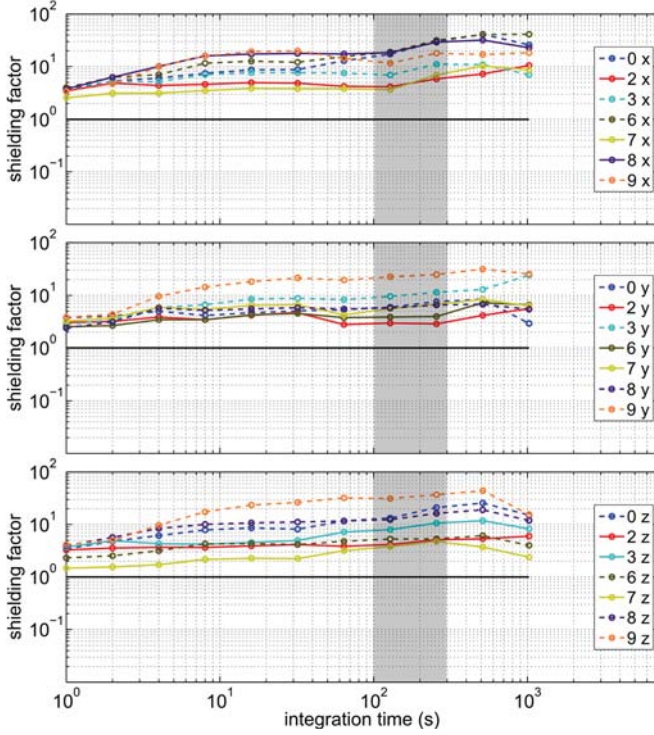 10²
10¹
10⁰
10⁻¹
shielding factor
0 x
2 x
3 x
6 x
7 x
8 x
9 x
10²
10¹
10⁰
10⁻¹
shielding factor
0 y
2 y
3 y
6 y
7 y
8 y
9 y
10²
10¹
10⁰
10⁻¹
shielding factor
0 z
2 z
3 z
6 z
7 z
8 z
9 z
10⁰ 10¹ 10² 10³
integration time (s)